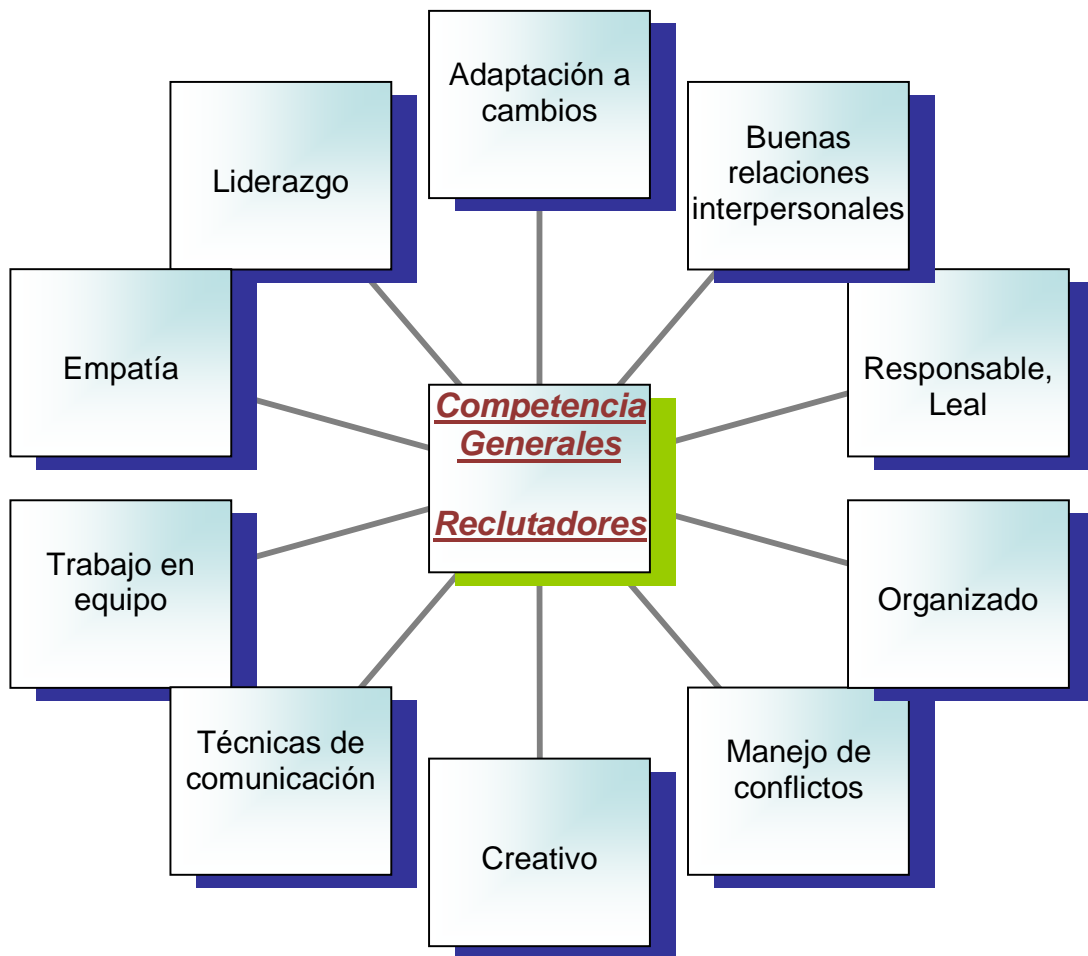 Adaptación a
cambios
Buenas
relaciones
interpersonales
Responsable,
Leal
Organizado
Manejo de
conflictos
Creativo
Técnicas de
comunicación
Trabajo en
equipo
Empatía
Liderazgo
Competencia
Generales
Reclutadores